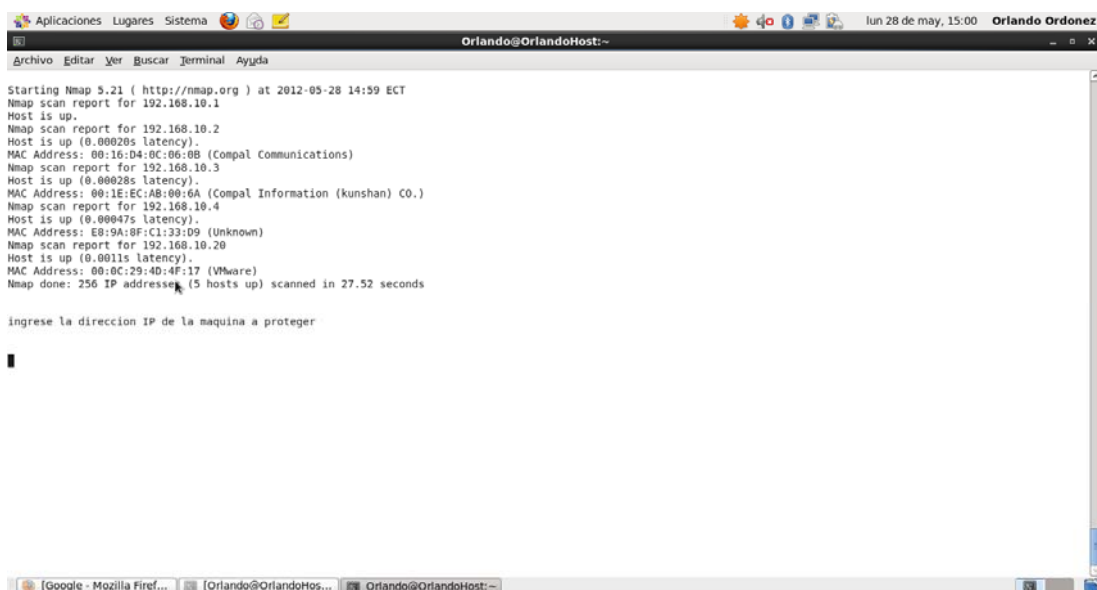 Aplicaciones Lugares Sistema
lun 28 de may, 15:00 Orlando Ordonez
Orlando@OrlandoHost:~
Archivo Editar Ver Buscar Terminal Ayuda
Starting Nmap 5.21 ( http://nmap.org ) at 2012-05-28 14:59 ECT
Nmap scan report for 192.168.10.1
Host is up.
Nmap scan report for 192.168.10.2
Host is up (0.00020s latency).
MAC Address: 00:16:D4:0C:06:0B (Compal Communications)
Nmap scan report for 192.168.10.3
Host is up (0.00028s latency).
MAC Address: 00:1E:EC:AB:00:6A (Compal Information (kunshan) CO.)
Nmap scan report for 192.168.10.4
Host is up (0.00047s latency).
MAC Address: E8:9A:8F:C1:33:D9 (Unknown)
Nmap scan report for 192.168.10.20
Host is up (0.0011s latency).
MAC Address: 00:0C:29:4D:4F:17 (VMware)
Nmap done: 256 IP addresses (5 hosts up) scanned in 27.52 seconds
ingrese la direccion IP de la maquina a proteger
[Google - Mozilla Firef... [Orlando@OrlandoHos... Orlando@OrlandoHost:~